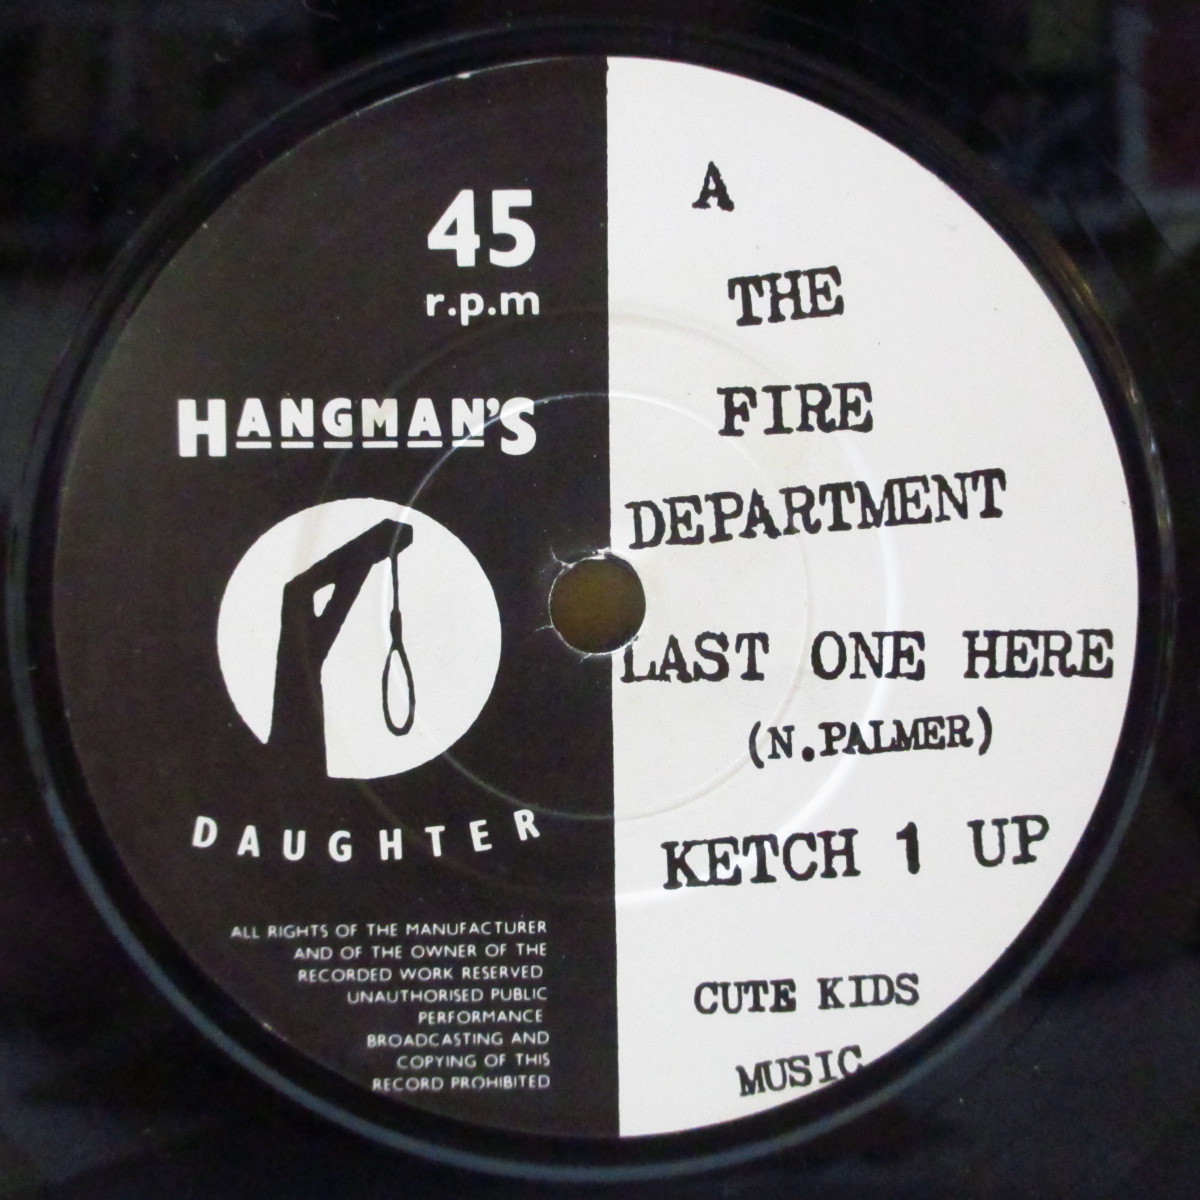 45
r.p.m
HANGMAN'S
DAUGHTER
ALL RIGHTS OF THE MANUFACTURER
AND OF THE OWNER OF THE
RECORDED WORK RESERVED
UNAUTHORISED PUBLIC
PERFORMANCE
BROADCASTING AND
COPYING OF THIS
RECORD PROHIBITED
A
THE
FIRE
DEPARTMENT
LAST ONE HERE
(N.PALMER)
KETCH 1 UP
CUTE KIDS
MUSIC